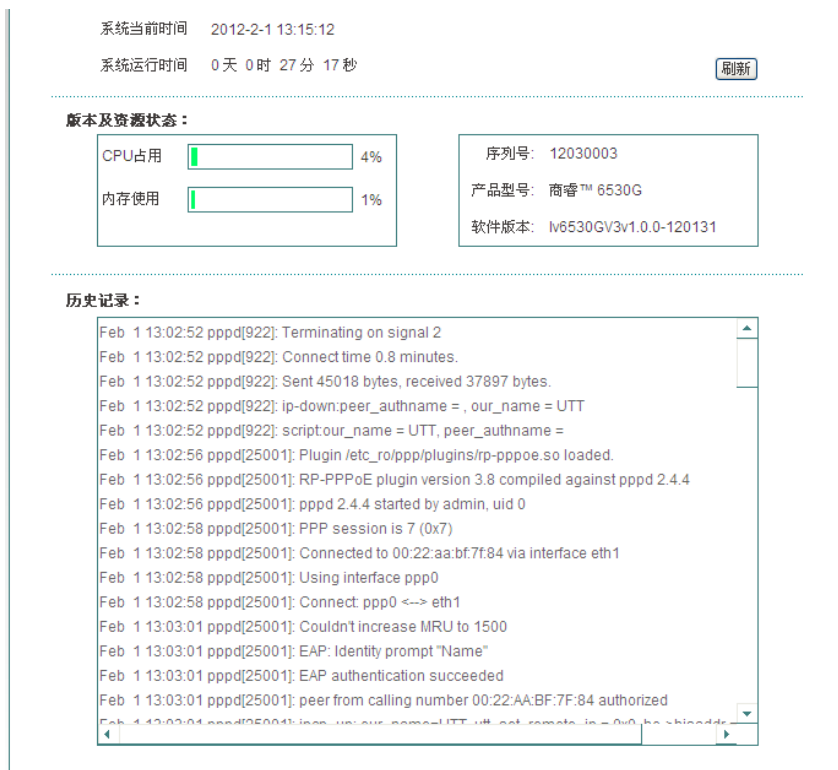 系统当前时间 2012-2-1 13:15:12
系统运行时间 0天 0时 27分 17秒
刷新
版本及资源状态：
CPU占用 4%
内存使用 1%
序列号: 12030003
产品型号: 商睿™ 6530G
软件版本: lv6530GV3v1.0.0-120131
历史记录：
Feb 1 13:02:52 pppd[922]: Terminating on signal 2
Feb 1 13:02:52 pppd[922]: Connect time 0.8 minutes.
Feb 1 13:02:52 pppd[922]: Sent 45018 bytes, received 37897 bytes.
Feb 1 13:02:52 pppd[922]: ip-down:peer_authname = , our_name = UTT
Feb 1 13:02:52 pppd[922]: script:our_name = UTT, peer_authname =
Feb 1 13:02:56 pppd[25001]: Plugin /etc_ro/ppp/plugins/rp-pppoe.so loaded.
Feb 1 13:02:56 pppd[25001]: RP-PPPoE plugin version 3.8 compiled against pppd 2.4.4
Feb 1 13:02:56 pppd[25001]: pppd 2.4.4 started by admin, uid 0
Feb 1 13:02:58 pppd[25001]: PPP session is 7 (0x7)
Feb 1 13:02:58 pppd[25001]: Connected to 00:22:aa:bf:7f:84 via interface eth1
Feb 1 13:02:58 pppd[25001]: Using interface ppp0
Feb 1 13:02:58 pppd[25001]: Connect: ppp0 <--> eth1
Feb 1 13:03:01 pppd[25001]: Couldn't increase MRU to 1500
Feb 1 13:03:01 pppd[25001]: EAP: Identity prompt "Name"
Feb 1 13:03:01 pppd[25001]: EAP authentication succeeded
Feb 1 13:03:01 pppd[25001]: peer from calling number 00:22:AA:BF:7F:84 authorized
Feb 1 13:03:01 pppd[25001]: